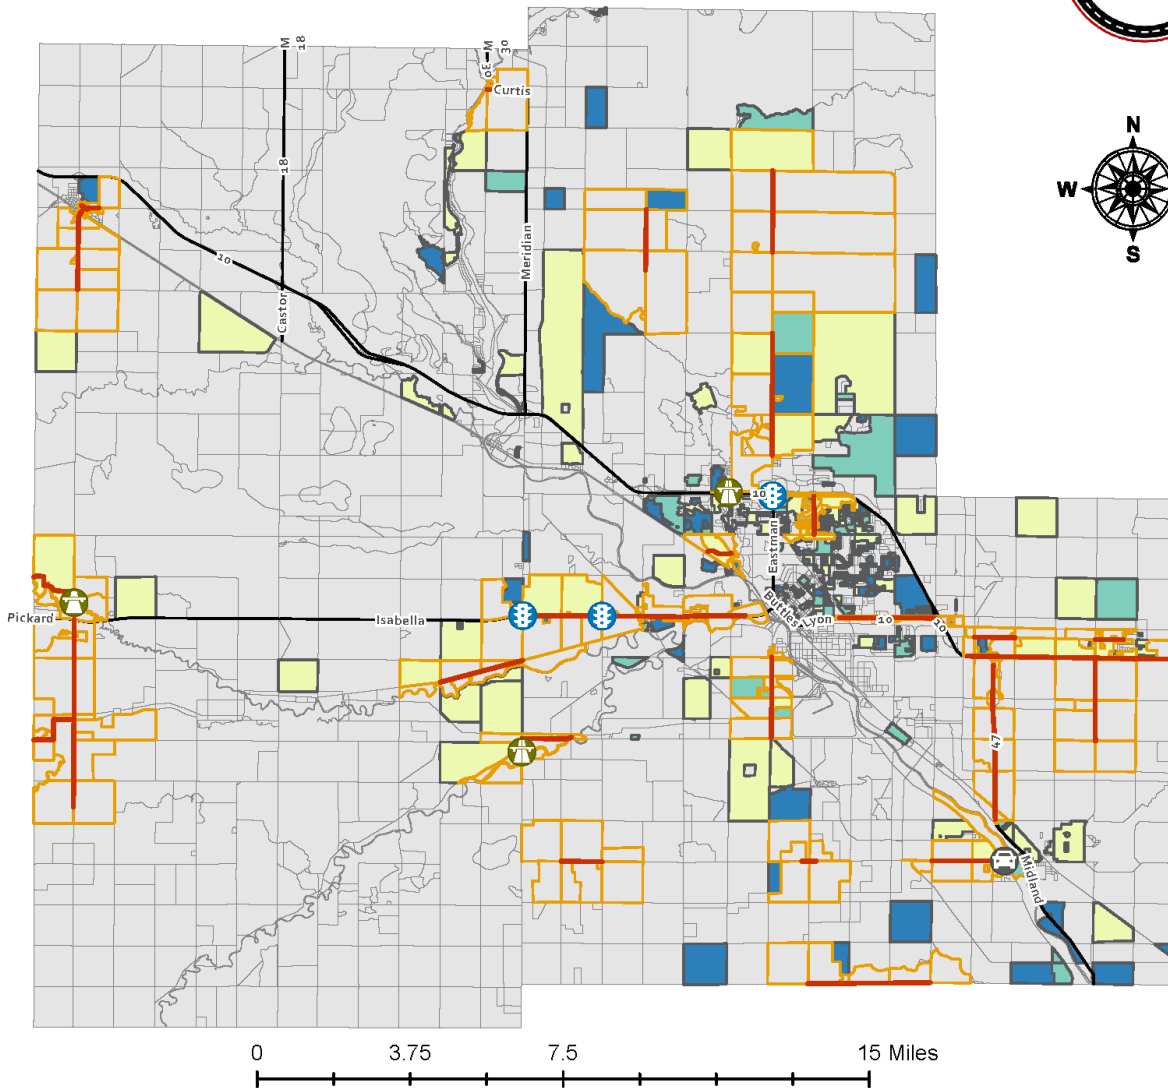 M 18
M 30
30
Curtis
N
W
S
18
Meridian
10
Castor
10
Eastman
Pickard
Isabella
Buttles
Lyon
10
10
47
Midland
0 3.75 7.5 15 Miles